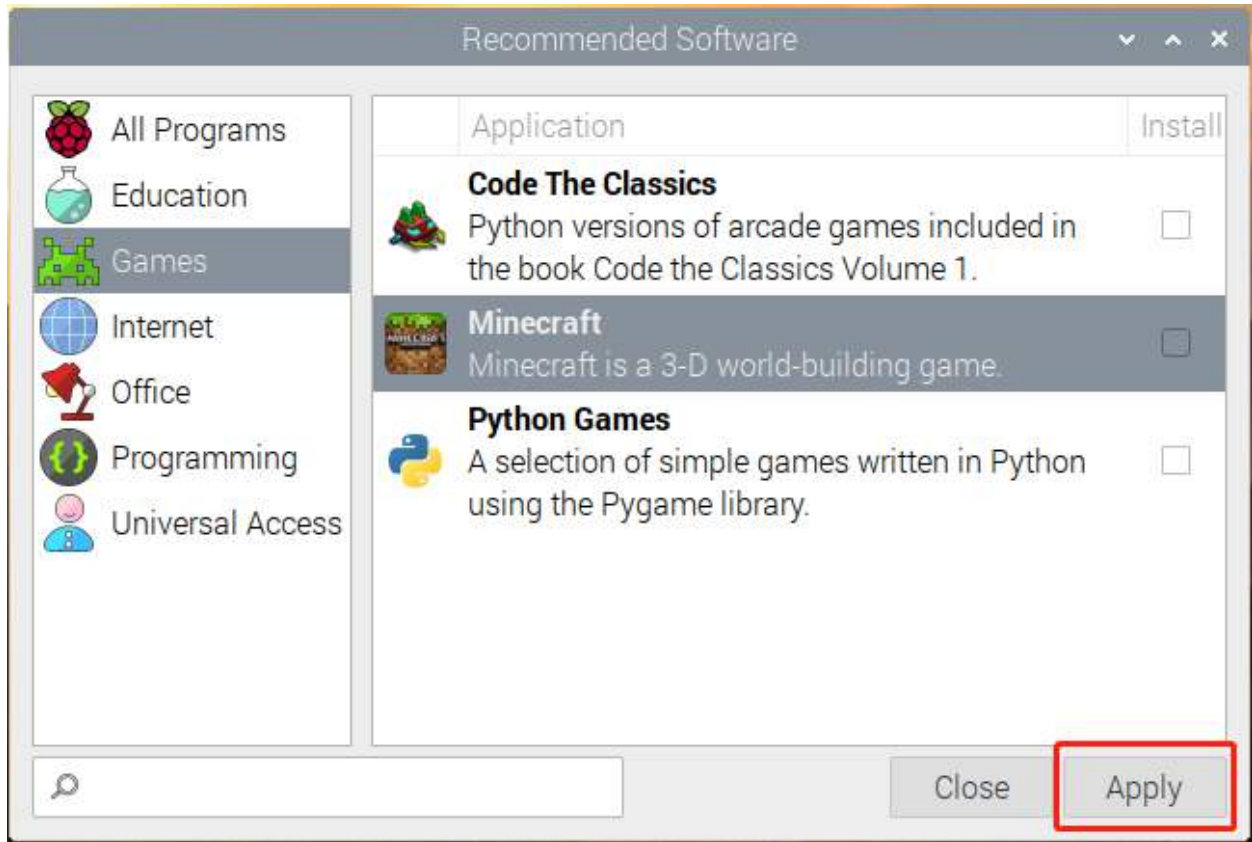 Recommended Software
All Programs
Education
Games
Internet
Office
Programming
Universal Access
Application
Install
Code The Classics
Python versions of arcade games included in
the book Code the Classics Volume 1.
Minecraft
Minecraft is a 3-D world-building game.
Python Games
A selection of simple games written in Python
using the Pygame library.
Close
Apply